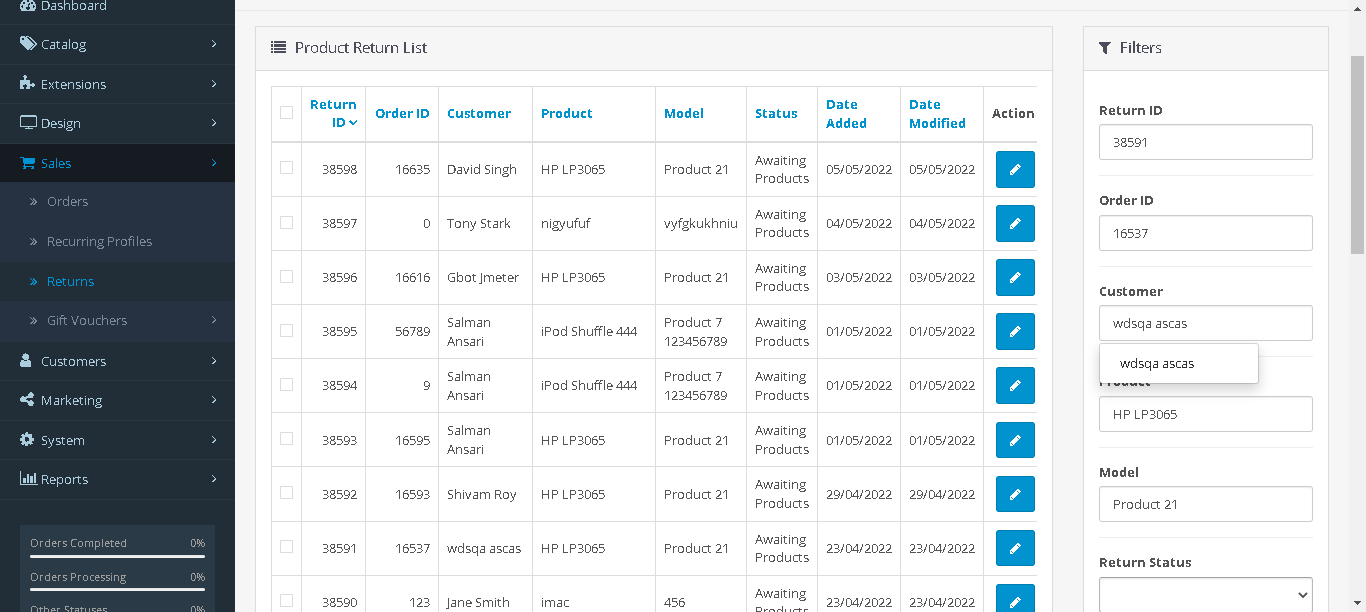 Dashboard
Catalog
Extensions
Design
Sales
Orders
Recurring Profiles
Returns
Gift Vouchers
Customers
Marketing
System
Reports
Orders Completed 0%
Orders Processing 0%
Other Statuses 0%
Product Return List
Return ID Order ID Customer Product Model Status Date Added Date Modified Action
38598 16635 David Singh HP LP3065 Product 21 Awaiting Products 05/05/2022 05/05/2022
38597 0 Tony Stark nigyufuf vyfgkukhniu Awaiting Products 04/05/2022 04/05/2022
38596 16616 Gbot Jmeter HP LP3065 Product 21 Awaiting Products 03/05/2022 03/05/2022
38595 56789 Salman Ansari iPod Shuffle 444 Product 7 123456789 Awaiting Products 01/05/2022 01/05/2022
38594 9 Salman Ansari iPod Shuffle 444 Product 7 123456789 Awaiting Products 01/05/2022 01/05/2022
38593 16595 Salman Ansari HP LP3065 Product 21 Awaiting Products 01/05/2022 01/05/2022
38592 16593 Shivam Roy HP LP3065 Product 21 Awaiting Products 29/04/2022 29/04/2022
38591 16537 wdsqa ascas HP LP3065 Product 21 Awaiting Products 23/04/2022 23/04/2022
38590 123 Jane Smith imac 456 Awaiting Products 23/04/2022 23/04/2022
Filters
Return ID
38591
Order ID
16537
Customer
wdsqa ascas
wdsqa ascas
Product
HP LP3065
Model
Product 21
Return Status